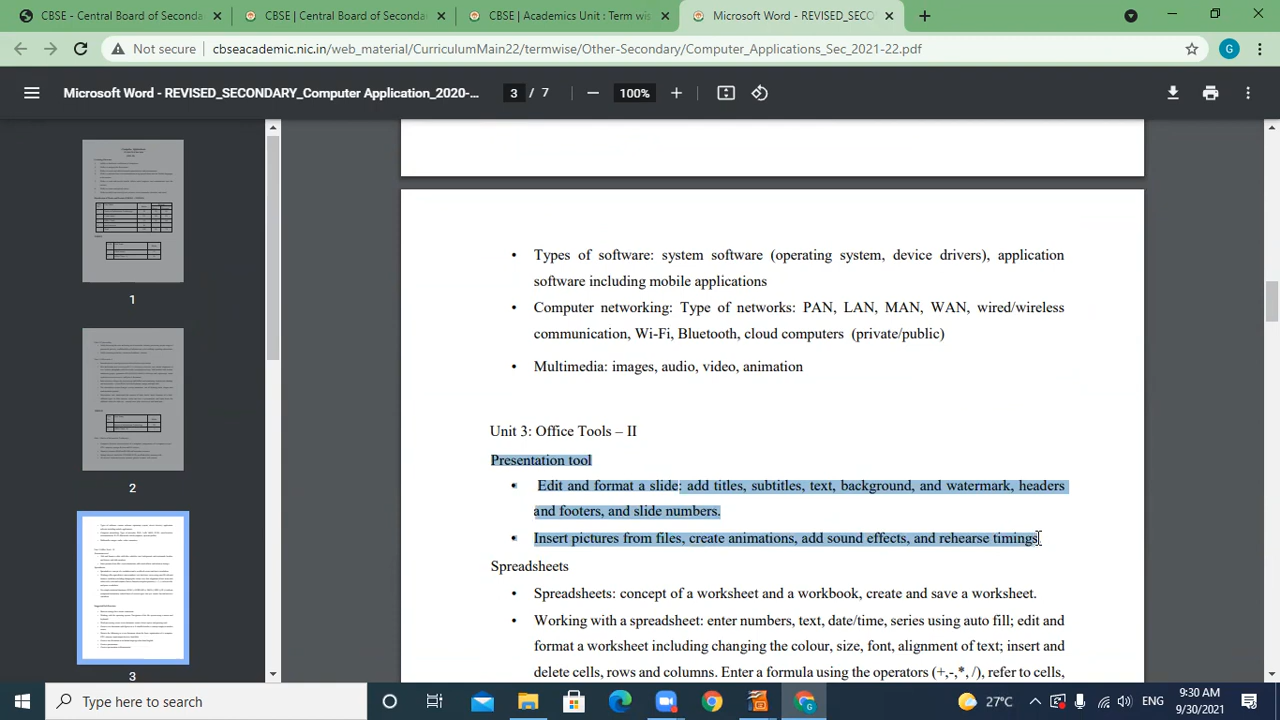 CBSE - Central Board of Seconda
CBSE | Central Board of Seconda
CBSE | Academics Unit : Term wis
Microsoft Word - REVISED_SECO
Not secure
cbseacademic.nic.in/web_material/CurriculumMain22/termwise/Other-Secondary/Computer_Applications_Sec_2021-22.pdf
G
Microsoft Word - REVISED_SECONDARY_Computer Application_2020-...
3 / 7
100%
1
2
3
• Types of software: system software (operating system, device drivers), application
software including mobile applications
• Computer networking: Type of networks: PAN, LAN, MAN, WAN, wired/wireless
communication, Wi-Fi, Bluetooth, cloud computers (private/public)
• Multimedia: images, audio, video, animation
Unit 3: Office Tools – II
Presentation tool
• Edit and format a slide: add titles, subtitles, text, background, and watermark, headers
and footers, and slide numbers.
• Insert pictures from files, create animations, add sound effects, and rehearse timings.
Spreadsheets
• Spreadsheets: concept of a worksheet and a workbook, create and save a worksheet.
• Working with a spreadsheet: enter numbers, text, date/time, series using auto fill; edit and
format a worksheet including changing the colour, size, font, alignment of text; insert and
delete cells, rows and columns. Enter a formula using the operators (+,-,*, /), refer to cells,
Type here to search
27°C
ENG
9:30 AM
9/30/2021